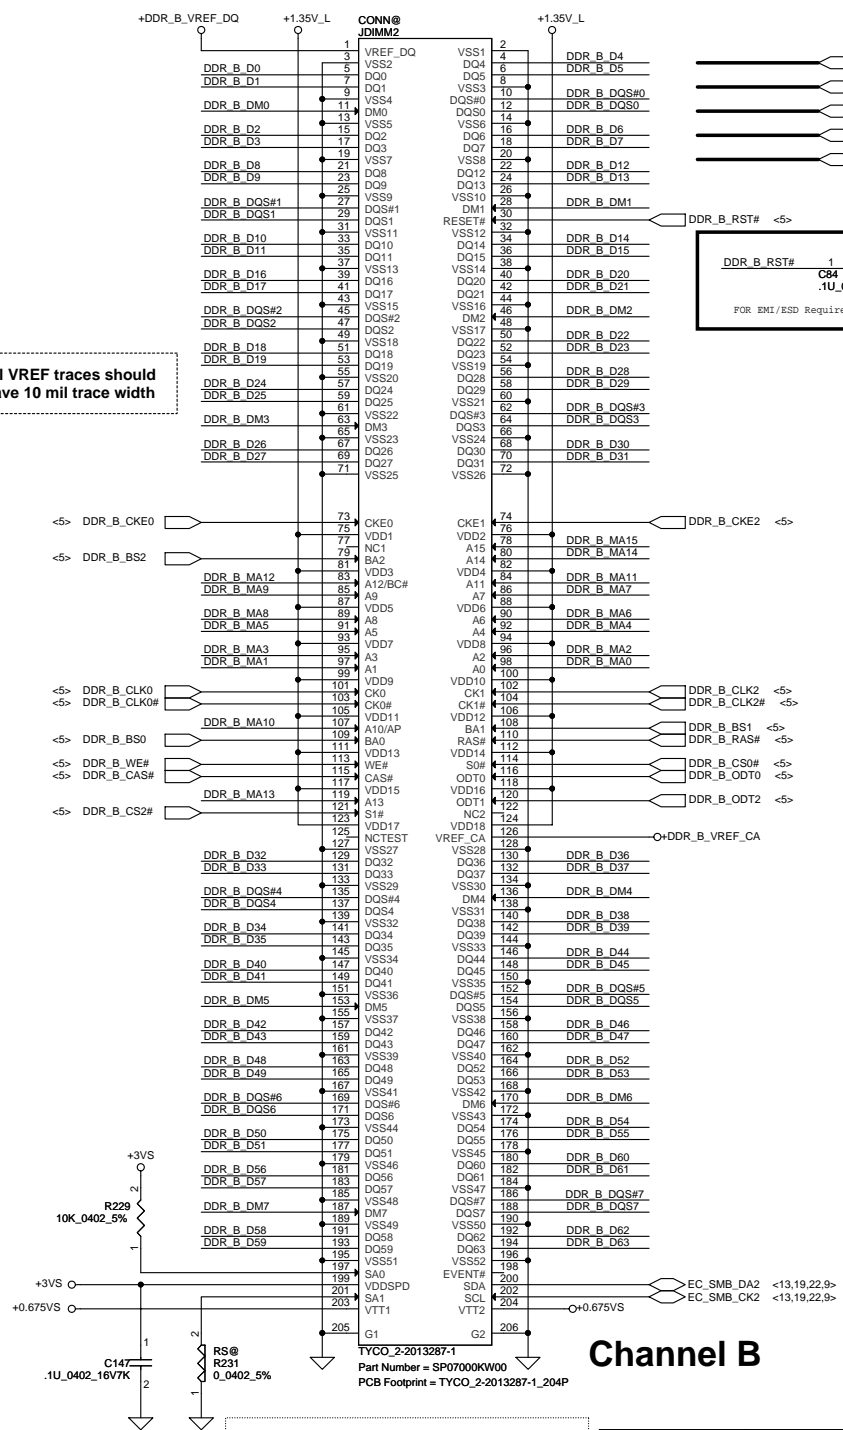 +DDR_B_VREF_DQ +1.35V_L CONN@ +1.35V_L
JDIMM2
1 VREF_DQ VSS1 2
3 VSS2 DQ4 4 DDR_B_D4
DDR_B_D0 5 DQ0 DQ5 6 DDR_B_D5
DDR_B_D1 7 DQ1 VSS3 8
9 VSS4 DQS#0 10 DDR_B_DQS#0
DDR_B_DM0 11 DM0 DQS0 12 DDR_B_DQS0
13 VSS5 VSS6 14
DDR_B_D2 15 DQ2 DQ6 16 DDR_B_D6
DDR_B_D3 17 DQ3 DQ7 18 DDR_B_D7
19 VSS7 VSS8 20
DDR_B_D8 21 DQ8 DQ12 22 DDR_B_D12
DDR_B_D9 23 DQ9 DQ13 24 DDR_B_D13
25 VSS9 VSS10 26
DDR_B_DQS#1 27 DQS#1 DM1 28 DDR_B_DM1
DDR_B_DQS1 29 DQS1 RESET# 30 DDR_B_RST# <5>
31 VSS11 VSS12 32
DDR_B_D10 33 DQ10 DQ14 34 DDR_B_D14
DDR_B_D11 35 DQ11 DQ15 36 DDR_B_D15
37 VSS13 VSS14 38
DDR_B_D16 39 DQ16 DQ20 40 DDR_B_D20
DDR_B_D17 41 DQ17 DQ21 42 DDR_B_D21
43 VSS15 VSS16 44
DDR_B_DQS#2 45 DQS#2 DM2 46 DDR_B_DM2
DDR_B_DQS2 47 DQS2 VSS17 48
49 VSS18 DQ22 50 DDR_B_D22
DDR_B_D18 51 DQ18 DQ23 52 DDR_B_D23
DDR_B_D19 53 DQ19 VSS19 54
55 VSS20 DQ28 56 DDR_B_D28
DDR_B_D24 57 DQ24 DQ29 58 DDR_B_D29
DDR_B_D25 59 DQ25 VSS21 60
61 VSS22 DQS#3 62 DDR_B_DQS#3
DDR_B_DM3 63 DM3 DQS3 64 DDR_B_DQS3
65 VSS23 VSS24 66
DDR_B_D26 67 DQ26 DQ30 68 DDR_B_D30
DDR_B_D27 69 DQ27 DQ31 70 DDR_B_D31
71 VSS25 VSS26 72
<5> DDR_B_CKE0 73 CKE0 CKE1 74 DDR_B_CKE2 <5>
75 VDD1 VDD2 76
77 NC1 A15 78 DDR_B_MA15
<5> DDR_B_BS2 79 BA2 A14 80 DDR_B_MA14
81 VDD3 VDD4 82
DDR_B_MA12 83 A12/BC# A11 84 DDR_B_MA11
DDR_B_MA9 85 A9 A7 86 DDR_B_MA7
87 VDD5 VDD6 88
DDR_B_MA8 89 A8 A6 90 DDR_B_MA6
DDR_B_MA5 91 A5 A4 92 DDR_B_MA4
93 VDD7 VDD8 94
DDR_B_MA3 95 A3 A2 96 DDR_B_MA2
DDR_B_MA1 97 A1 A0 98 DDR_B_MA0
99 VDD9 VDD10 100
<5> DDR_B_CLK0 101 CK0 CK1 102 DDR_B_CLK2 <5>
<5> DDR_B_CLK0# 103 CK0# CK1# 104 DDR_B_CLK2# <5>
105 VDD11 VDD12 106
DDR_B_MA10 107 A10/AP BA1 108 DDR_B_BS1 <5>
<5> DDR_B_BS0 109 BA0 RAS# 110 DDR_B_RAS# <5>
111 VDD13 VDD14 112
<5> DDR_B_WE# 113 WE# S0# 114 DDR_B_CS0# <5>
<5> DDR_B_CAS# 115 CAS# ODT0 116 DDR_B_ODT0 <5>
117 VDD15 VDD16 118
DDR_B_MA13 119 A13 ODT1 120 DDR_B_ODT2 <5>
<5> DDR_B_CS2# 121 S1# NC2 122
123 VDD17 VDD18 124
125 NCTEST VREF_CA 126 +DDR_B_VREF_CA
127 VSS27 VSS28 128
DDR_B_D32 129 DQ32 DQ36 130 DDR_B_D36
DDR_B_D33 131 DQ33 DQ37 132 DDR_B_D37
133 VSS29 VSS30 134
DDR_B_DQS#4 135 DQS#4 DM4 136 DDR_B_DM4
DDR_B_DQS4 137 DQS4 VSS31 138
139 VSS32 DQ38 140 DDR_B_D38
DDR_B_D34 141 DQ34 DQ39 142 DDR_B_D39
DDR_B_D35 143 DQ35 VSS33 144
145 VSS34 DQ44 146 DDR_B_D44
DDR_B_D40 147 DQ40 DQ45 148 DDR_B_D45
DDR_B_D41 149 DQ41 VSS35 150
151 VSS36 DQS#5 152 DDR_B_DQS#5
DDR_B_DM5 153 DM5 DQS5 154 DDR_B_DQS5
155 VSS37 VSS38 156
DDR_B_D42 157 DQ42 DQ46 158 DDR_B_D46
DDR_B_D43 159 DQ43 DQ47 160 DDR_B_D47
161 VSS39 VSS40 162
DDR_B_D48 163 DQ48 DQ52 164 DDR_B_D52
DDR_B_D49 165 DQ49 DQ53 166 DDR_B_D53
167 VSS41 VSS42 168
DDR_B_DQS#6 169 DQS#6 DM6 170 DDR_B_DM6
DDR_B_DQS6 171 DQS6 VSS43 172
173 VSS44 DQ54 174 DDR_B_D54
DDR_B_D50 175 DQ50 DQ55 176 DDR_B_D55
DDR_B_D51 177 DQ51 VSS45 178
179 VSS46 DQ60 180 DDR_B_D60
DDR_B_D56 181 DQ56 DQ61 182 DDR_B_D61
DDR_B_D57 183 DQ57 VSS47 184
185 VSS48 DQS#7 186 DDR_B_DQS#7
DDR_B_DM7 187 DM7 DQS7 188 DDR_B_DQS7
189 VSS49 VSS50 190
DDR_B_D58 191 DQ58 DQ62 192 DDR_B_D62
DDR_B_D59 193 DQ59 DQ63 194 DDR_B_D63
195 VSS51 VSS52 196
197 SA0 EVENT# 198
+3VS 199 VDDSPD SDA 200 EC_SMB_DA2 <13,19,22,9>
201 SA1 SCL 202 EC_SMB_CK2 <13,19,22,9>
+0.675VS 203 VTT1 VTT2 204 +0.675VS
205 G1 G2 206
TYCO_2-2013287-1
Part Number = SP07000KW00
PCB Footprint = TYCO_2-2013287-1_204P
Channel B
DDR_B_RST# 1
C84
.1U_
FOR EMI/ESD Require
VREF traces should
ave 10 mil trace width
+3VS
2
R229
10K_0402_5%
1
1
C147
.1U_0402_16V7K
2
2
RS@
R231
0_0402_5%
1